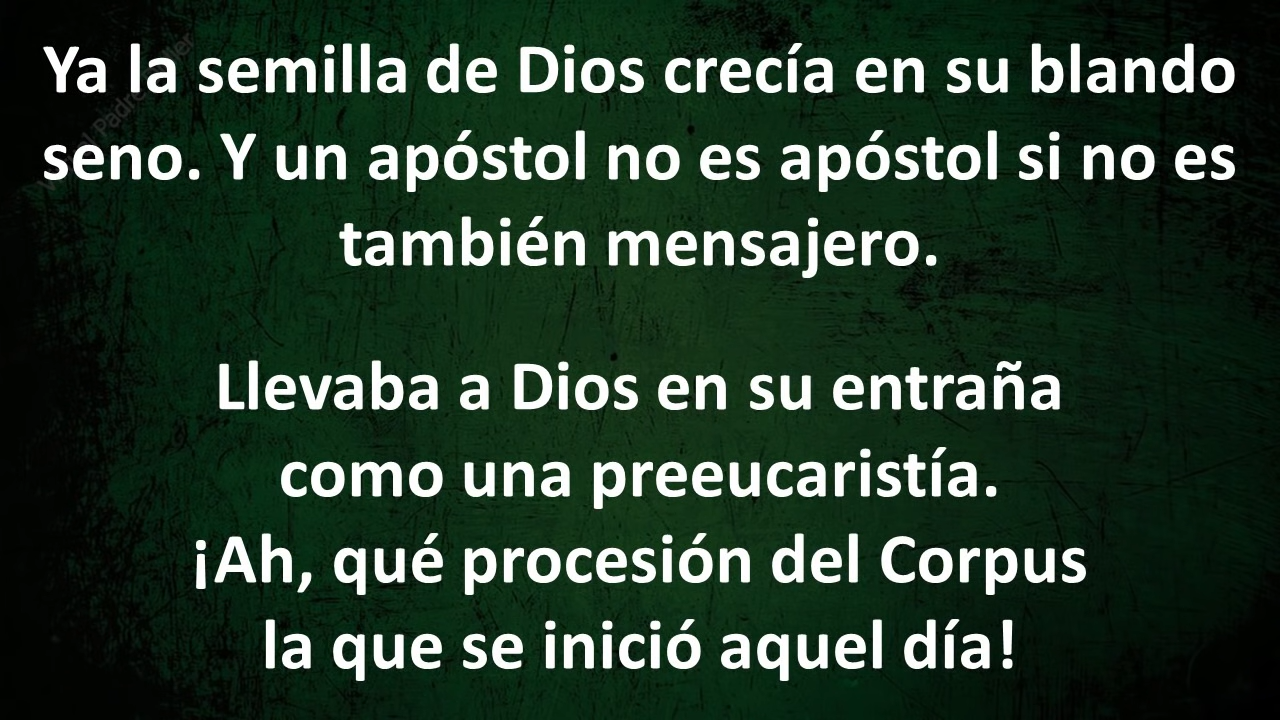 Ya la semilla de Dios crecía en su blando
seno. Y un apóstol no es apóstol si no es
también mensajero.
Llevaba a Dios en su entraña
como una preeucaristía.
¡Ah, qué procesión del Corpus
la que se inició aquel día!